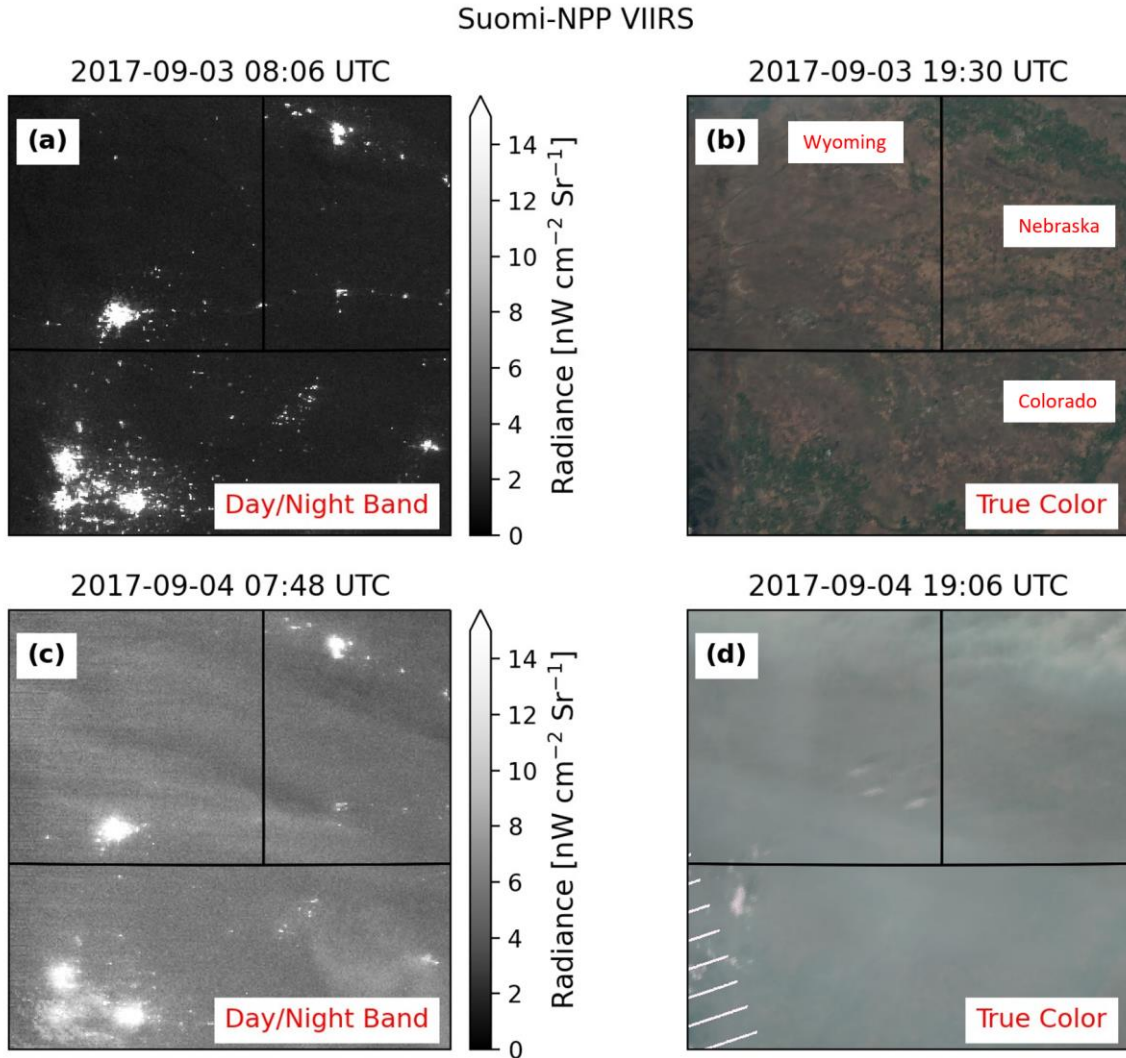 Suomi-NPP VIIRS
2017-09-03 08:06 UTC
2017-09-03 19:30 UTC
(a)
Day/Night Band
14
12
10
8
6
4
2
0
Radiance [nW cm⁻² Sr⁻¹]
(b)
Wyoming
Nebraska
Colorado
True Color
2017-09-04 07:48 UTC
2017-09-04 19:06 UTC
(c)
Day/Night Band
14
12
10
8
6
4
2
0
Radiance [nW cm⁻² Sr⁻¹]
(d)
True Color